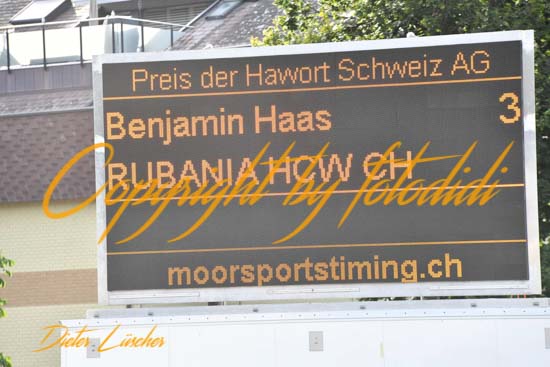 Preis der Hawort Schweiz AG
Benjamin Haas 3
RUBANIA HCW CH
Copyright by fotodidi
moorsportstiming.ch
Dieter Lüscher